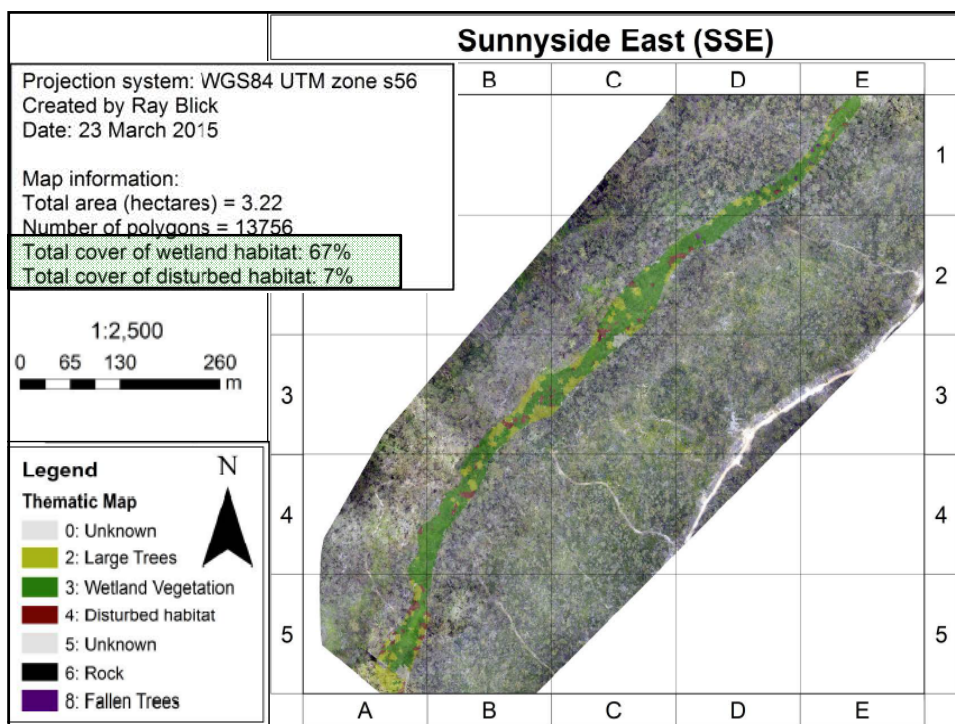 Sunnyside East (SSE)
Projection system: WGS84 UTM zone s56
Created by Ray Blick
Date: 23 March 2015
Map information:
Total area (hectares) = 3.22
Number of polygons = 13756
Total cover of wetland habitat: 67%
Total cover of disturbed habitat: 7%
B C D E
1
2
3
4
5
1:2,500
0 65 130 260
m
3
4
5
Legend
N
Thematic Map
0: Unknown
2: Large Trees
3: Wetland Vegetation
4: Disturbed habitat
5: Unknown
6: Rock
8: Fallen Trees
A B C D E